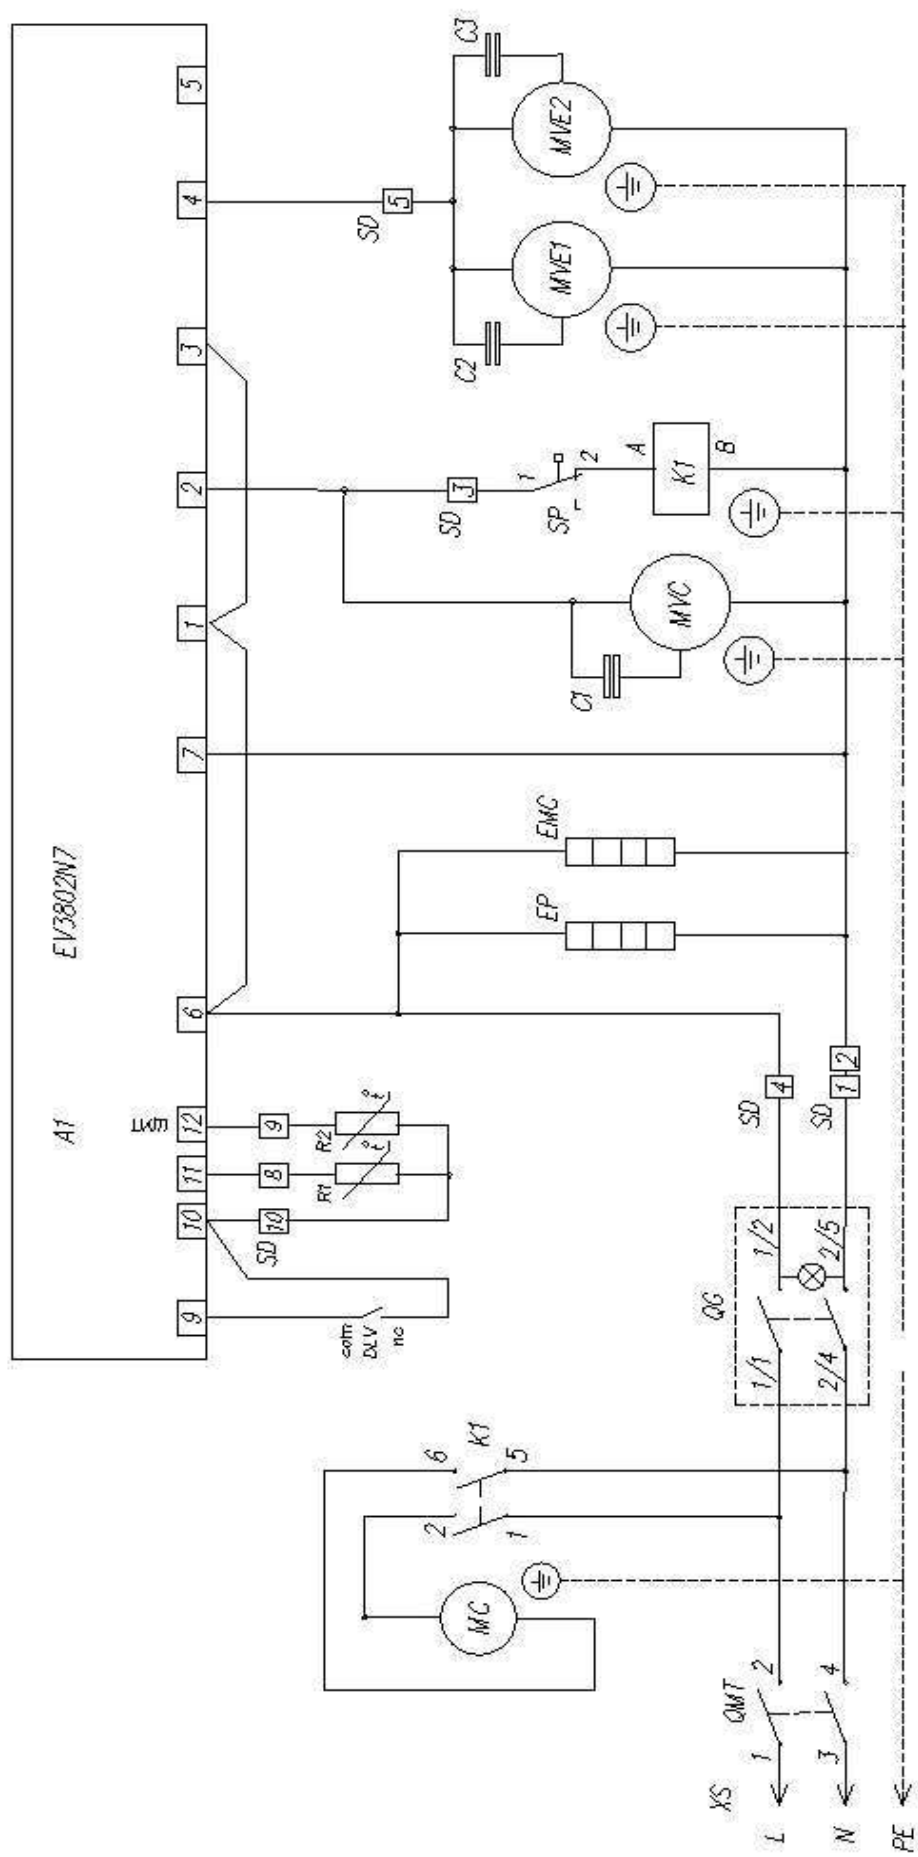 A1 EV3802N7
9 10 11 12 6 7 1 2 3 4 5
SD 10 8 9
R1 t° R2 t°
com
DLV
nc
SD 5
6 K1 5
2 1
MC
SD 3
1 SP 2
A K1 B
C1 MVC
C2 MVE1
C3 MVE2
EP EMC
XS
QMT
1 2
3 4
QG
1/1 1/2
2/4 2/5
SD 4
SD 1 2
L
N
PE